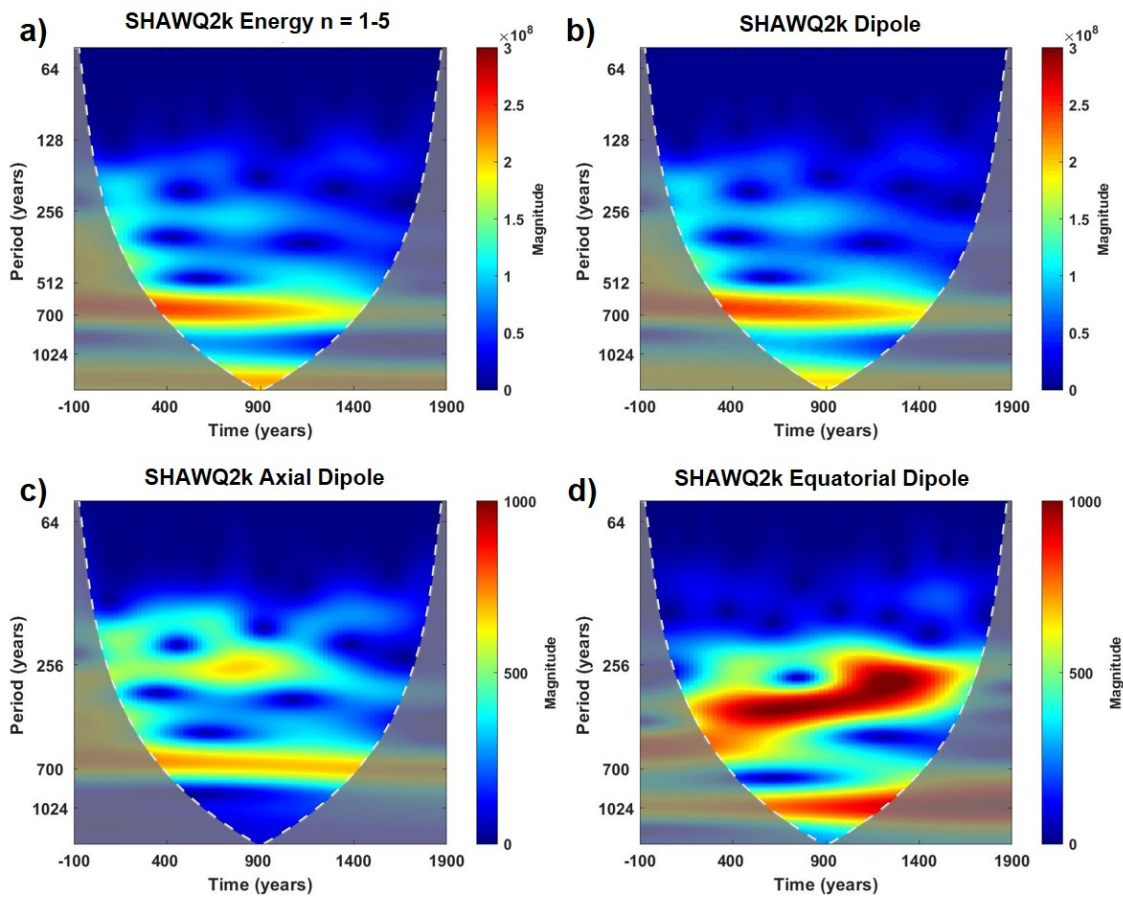 a)
SHAWQ2k Energy n = 1-5
×10⁸
64
128
256
512
700
1024
Period (years)
-100 400 900 1400 1900
Time (years)
3
2.5
2
1.5
1
0.5
0
Magnitude
b)
SHAWQ2k Dipole
×10⁸
64
128
256
512
700
1024
Period (years)
-100 400 900 1400 1900
Time (years)
3
2.5
2
1.5
1
0.5
0
Magnitude
c)
SHAWQ2k Axial Dipole
64
256
700
1024
Period (years)
-100 400 900 1400 1900
Time (years)
1000
500
0
Magnitude
d)
SHAWQ2k Equatorial Dipole
64
256
700
1024
Period (years)
-100 400 900 1400 1900
Time (years)
1000
500
0
Magnitude